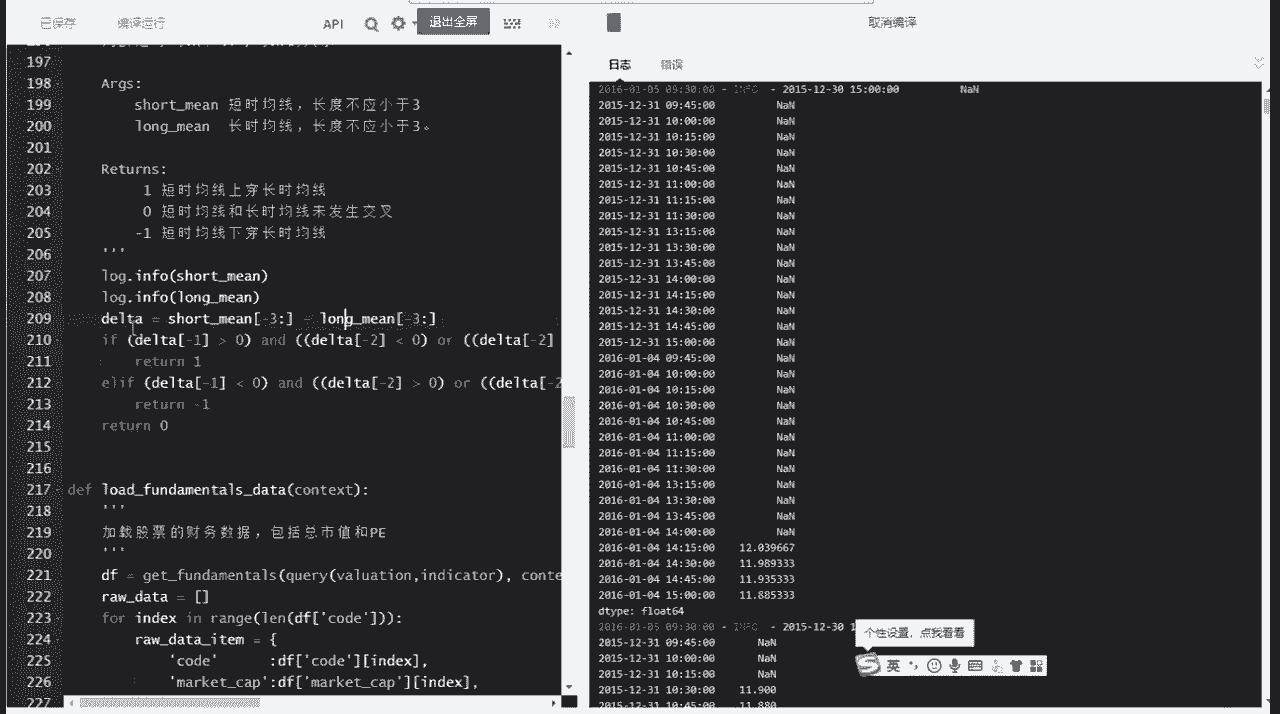 已保存 编译运行 API 退出全屏 取消编译
日志 错误
197
198 Args:
199 short_mean 短时均线，长度不应小于3
200 long_mean 长时均线，长度不应小于3。
201
202 Returns:
203 1 短时均线上穿长时均线
204 0 短时均线和长时均线未发生交叉
205 -1 短时均线下穿长时均线
206 '''
207 log.info(short_mean)
208 log.info(long_mean)
209 delta = short_mean[-3:] - long_mean[-3:]
210 if (delta[-1] > 0) and ((delta[-2] < 0) or ((delta[-2]
211 return 1
212 elif (delta[-1] < 0) and ((delta[-2] > 0) or ((delta[-2
213 return -1
214 return 0
215
216
217 def load_fundamentals_data(context):
218 '''
219 加载股票的财务数据，包括总市值和PE
220 '''
221 df = get_fundamentals(query(valuation,indicator), conte
222 raw_data = []
223 for index in range(len(df['code'])):
224 raw_data_item = {
225 'code' :df['code'][index],
226 'market_cap':df['market_cap'][index],
227
2016-01-05 09:30:00 - INFO - 2015-12-30 15:00:00 NaN
2015-12-31 09:45:00 NaN
2015-12-31 10:00:00 NaN
2015-12-31 10:15:00 NaN
2015-12-31 10:30:00 NaN
2015-12-31 10:45:00 NaN
2015-12-31 11:00:00 NaN
2015-12-31 11:15:00 NaN
2015-12-31 11:30:00 NaN
2015-12-31 13:15:00 NaN
2015-12-31 13:30:00 NaN
2015-12-31 13:45:00 NaN
2015-12-31 14:00:00 NaN
2015-12-31 14:15:00 NaN
2015-12-31 14:30:00 NaN
2015-12-31 14:45:00 NaN
2015-12-31 15:00:00 NaN
2016-01-04 09:45:00 NaN
2016-01-04 10:00:00 NaN
2016-01-04 10:15:00 NaN
2016-01-04 10:30:00 NaN
2016-01-04 10:45:00 NaN
2016-01-04 11:00:00 NaN
2016-01-04 11:15:00 NaN
2016-01-04 11:30:00 NaN
2016-01-04 13:15:00 NaN
2016-01-04 13:30:00 NaN
2016-01-04 13:45:00 NaN
2016-01-04 14:00:00 NaN
2016-01-04 14:15:00 12.039667
2016-01-04 14:30:00 11.989333
2016-01-04 14:45:00 11.935333
2016-01-04 15:00:00 11.885333
dtype: float64
2016-01-05 09:30:00 - INFO - 2015-12-30 1
2015-12-31 09:45:00 NaN
2015-12-31 10:00:00 NaN
2015-12-31 10:15:00 NaN
2015-12-31 10:30:00 11.900
2015-12-31 10:45:00 11.880
个性设置，点我看看
英